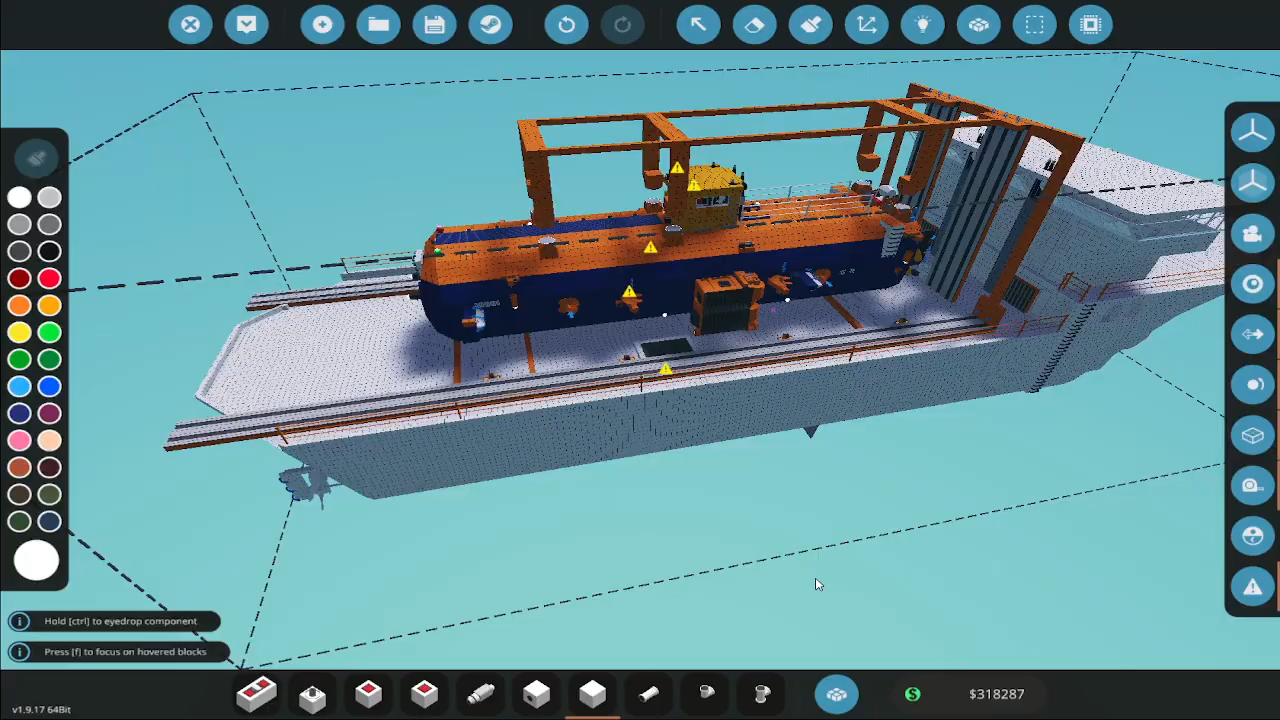 Hold [ctrl] to eyedrop component
Press [f] to focus on hovered blocks
v1.9.17 64Bit
$
$318287